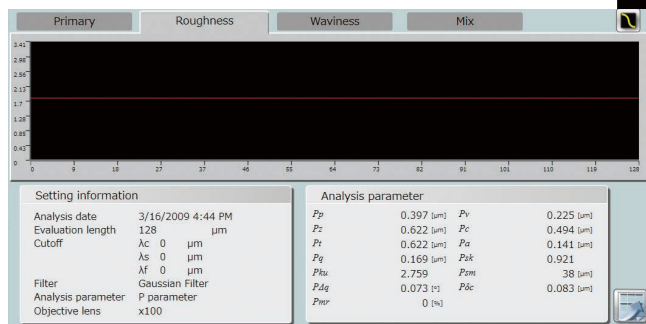 Primary Roughness Waviness Mix
3.41
2.98
2.56
2.13
1.7
1.28
0.85
0.43
0
0 9 18 27 37 46 55 64 73 82 91 101 110 119 128
Setting information
Analysis date 3/16/2009 4:44 PM
Evaluation length 128 μm
Cutoff λc 0 μm
λs 0 μm
λf 0 μm
Filter Gaussian Filter
Analysis parameter P parameter
Objective lens x100
Analysis parameter
Pp 0.397 [μm] Pv 0.225 [μm]
Pz 0.622 [μm] Pc 0.494 [μm]
Pt 0.622 [μm] Pa 0.141 [μm]
Pq 0.169 [μm] Psk 0.921
Pku 2.759 Psm 38 [μm]
PΔq 0.073 [°] Pδc 0.083 [μm]
Pmr 0 [%]